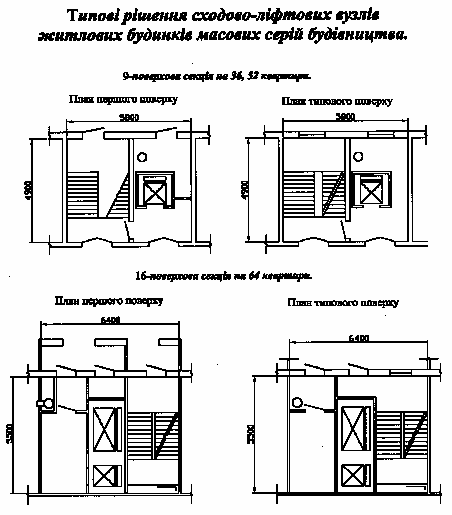 Типові рішення сходово-ліфтових вузлів
житлових будинків масових серій будівництва.
9-поверхова секція на 36, 52 квартири.
План першого поверху
План типового поверху
5000
5000
4900
4900
16-поверхова секція на 64 квартири.
План першого поверху
План типового поверху
6400
6400
5500
5500